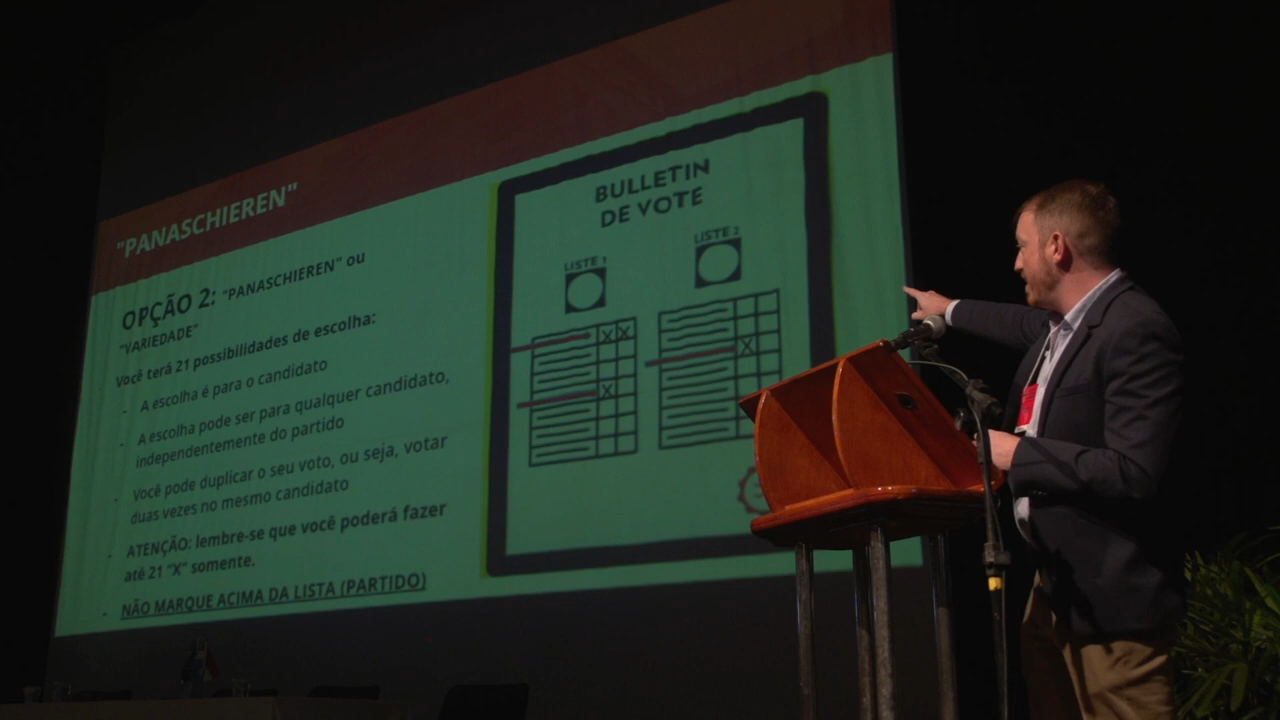 "PANASCHIEREN"
OPÇÃO 2: "PANASCHIEREN" ou
"VARIEDADE"
Você terá 21 possibilidades de escolha:
- A escolha é para o candidato
- A escolha pode ser para qualquer candidato,
independentemente do partido
- Você pode duplicar o seu voto, ou seja, votar
duas vezes no mesmo candidato
- ATENÇÃO: lembre-se que você poderá fazer
até 21 "X" somente.
- NÃO MARQUE ACIMA DA LISTA (PARTIDO)
BULLETIN
DE VOTE
LISTE 1
LISTE 2
X X
X
X